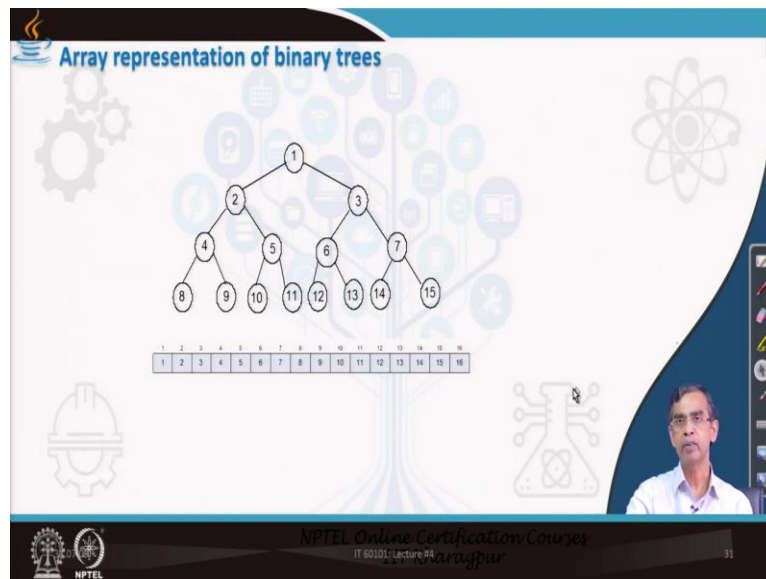 Array representation of binary trees
1
2 3
4 5 6 7
8 9 10 11 12 13 14 15
1 2 3 4 5 6 7 8 9 10 11 12 13 14 15 16
1 2 3 4 5 6 7 8 9 10 11 12 13 14 15 16
NPTEL Online Certification Courses
IT 60101: Lecture #4
IIT Kharagpur
31
NPTEL